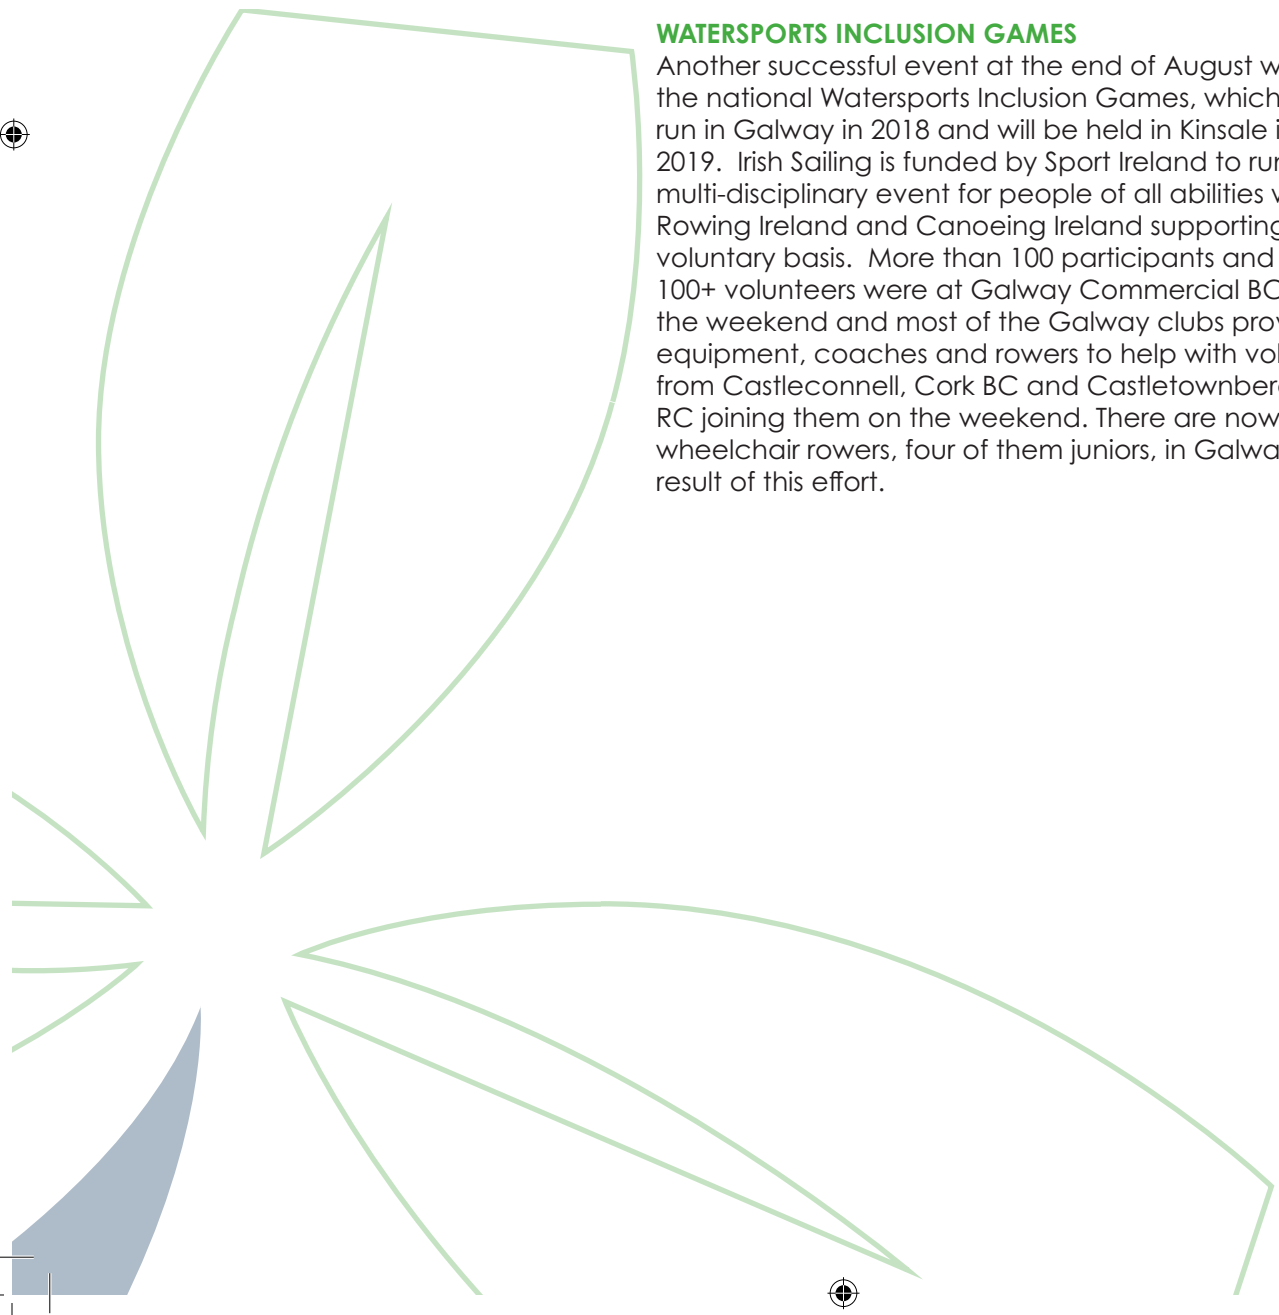 WATERSPORTS INCLUSION GAMES
Another successful event at the end of August
the national Watersports Inclusion Games, which
run in Galway in 2018 and will be held in Kinsale
2019. Irish Sailing is funded by Sport Ireland to
multi-disciplinary event for people of all abilities
Rowing Ireland and Canoeing Ireland supporting
voluntary basis. More than 100 participants and
100+ volunteers were at Galway Commercial BC
the weekend and most of the Galway clubs
equipment, coaches and rowers to help with
from Castleconnell, Cork BC and
RC joining them on the weekend. There are now
wheelchair rowers, four of them juniors, in
result of this effort.